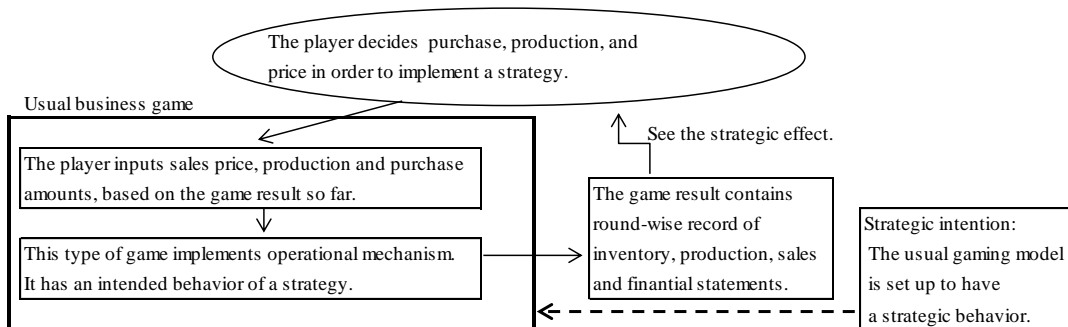 The player decides purchase, production, and
price in order to implement a strategy.
Usual business game
See the strategic effect.
The player inputs sales price, production and purchase
amounts, based on the game result so far.
This type of game implements operational mechanism.
It has an intended behavior of a strategy.
The game result contains
round-wise record of
inventory, production, sales
and finantial statements.
Strategic intention:
The usual gaming model
is set up to have
a strategic behavior.